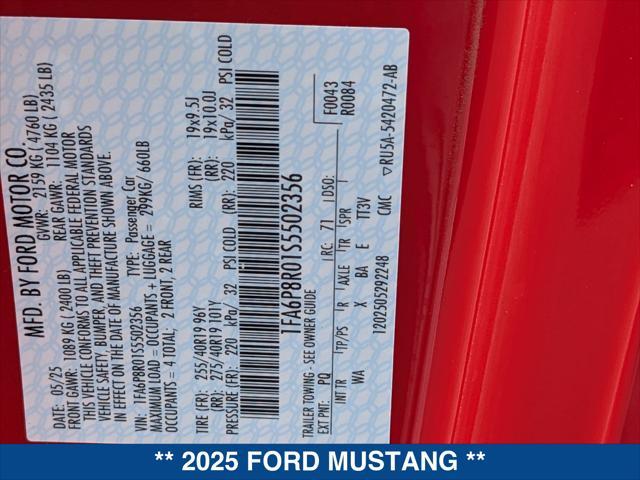 MFD. BY FORD MOTOR CO.
DATE: 05/25 GVWR: 2159 KG ( 4760 LB)
FRONT GAWR: 1089 KG ( 2400 LB) REAR GAWR: 1104 KG ( 2435 LB)
THIS VEHICLE CONFORMS TO ALL APPLICABLE FEDERAL MOTOR
VEHICLE SAFETY, BUMPER, AND THEFT PREVENTION STANDARDS
IN EFFECT ON THE DATE OF MANUFACTURE SHOWN ABOVE.
VIN: 1FA6P8R01S5502356 TYPE: Passenger Car
MAXIMUM LOAD = OCCUPANTS + LUGGAGE = 299KG/ 660LB
OCCUPANTS = 4 TOTAL; 2 FRONT, 2 REAR
TIRE (FR): 255/40R19 96Y RIMS (FR): 19x9.5J
(RR): 275/40R19 101Y (RR): 19x10.0J
PRESSURE (FR): 220 kPa/ 32 PSI COLD (RR): 220 kPa/ 32 PSI COLD
1FA6P8R01S5502356
F0043
R0084
TRAILER TOWING - SEE OWNER GUIDE
EXT PNT: PQ RC: 71 DSO:
INT TR TP/PS R AXLE TR SPR
WA X BA E TT3V
1202505292248 CMC ▽RU5A-5420472-AB
** 2025 FORD MUSTANG **